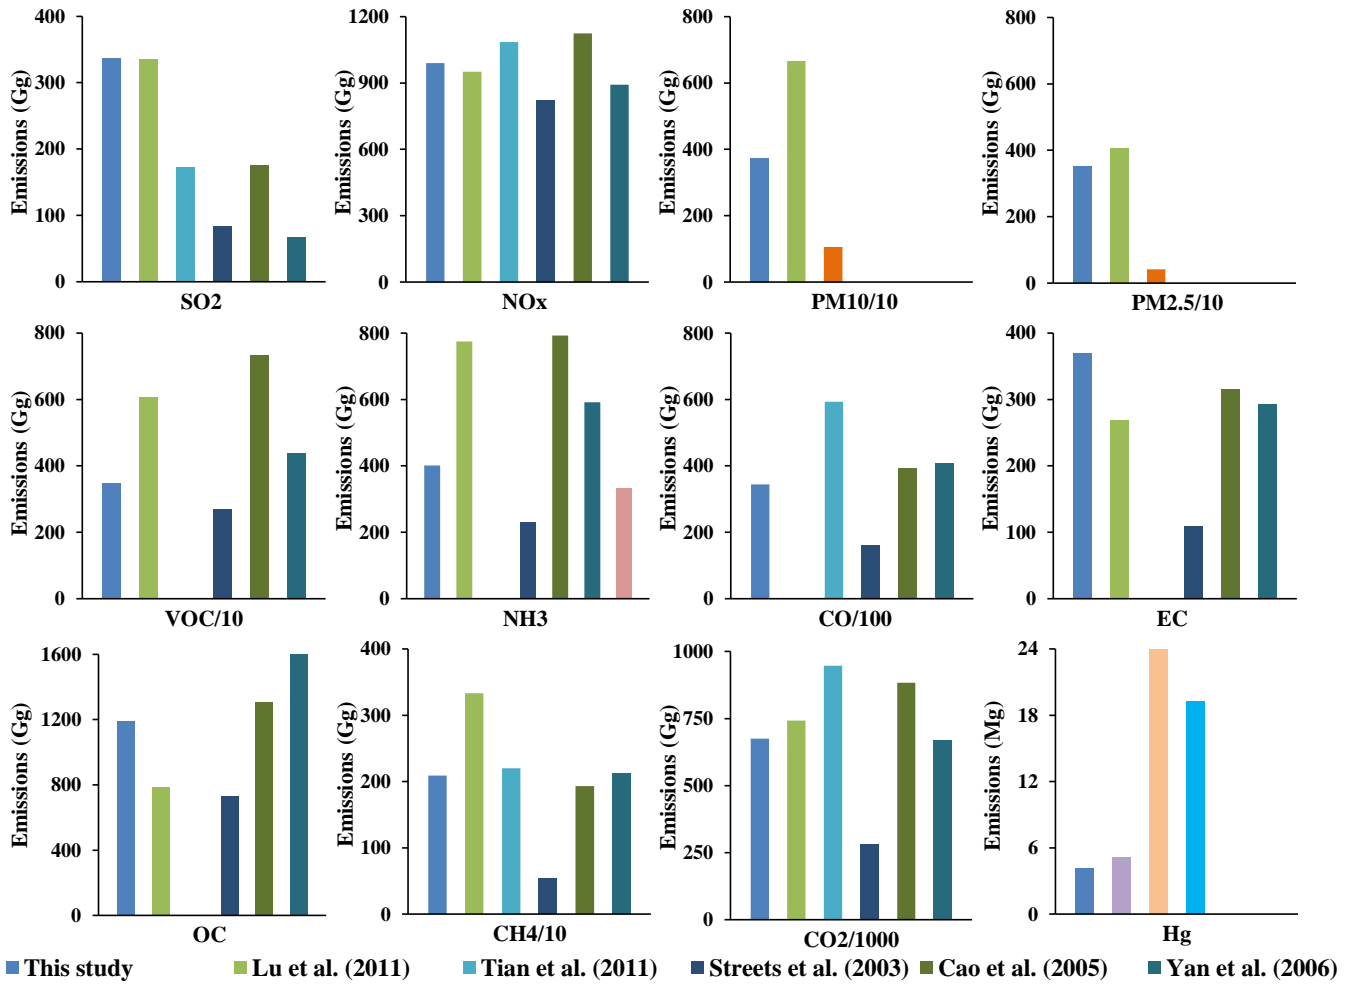 400
300
200
100
0
Emissions (Gg)
SO2
1200
900
600
300
0
Emissions (Gg)
NOx
800
600
400
200
0
Emissions (Gg)
PM10/10
800
600
400
200
0
Emissions (Gg)
PM2.5/10
800
600
400
200
0
Emissions (Gg)
VOC/10
800
600
400
200
0
Emissions (Gg)
NH3
800
600
400
200
0
Emissions (Gg)
CO/100
400
300
200
100
0
Emissions (Gg)
EC
1600
1200
800
400
0
Emissions (Gg)
OC
400
300
200
100
0
Emissions (Gg)
CH4/10
1000
750
500
250
0
Emissions (Gg)
CO2/1000
24
18
12
6
0
Emissions (Mg)
Hg
This study Lu et al. (2011) Tian et al. (2011) Streets et al. (2003) Cao et al. (2005) Yan et al. (2006)